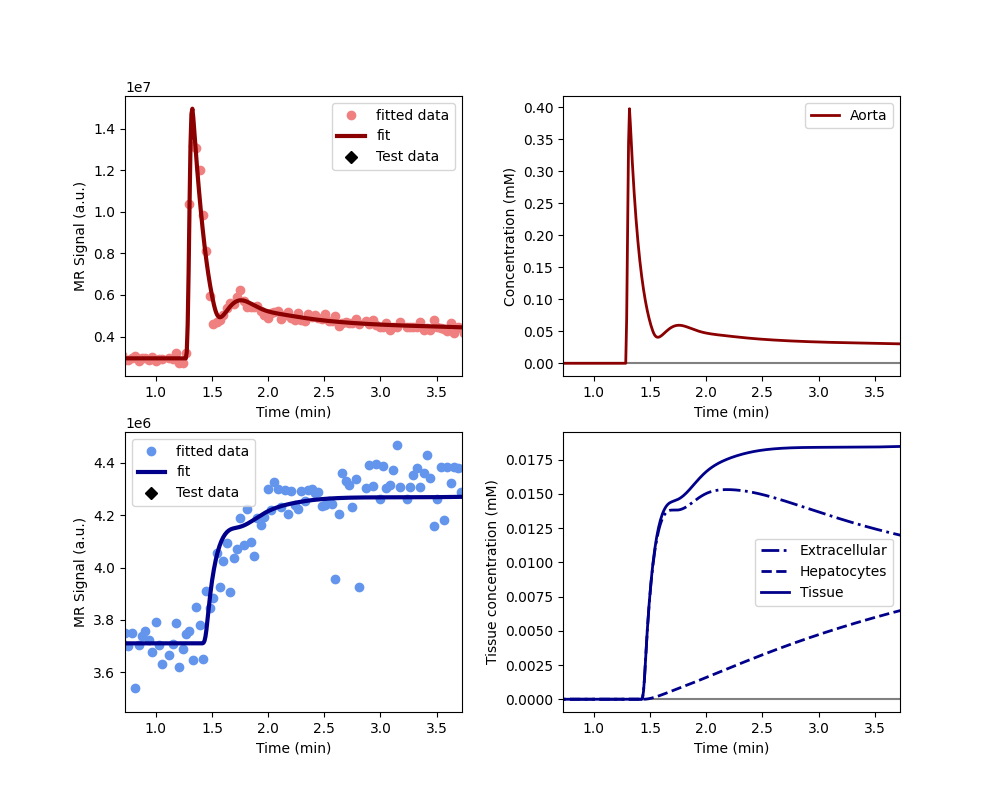 1e7
MR Signal (a.u.)
1.4
1.2
1.0
0.8
0.6
0.4
fitted data
fit
Test data
1.0 1.5 2.0 2.5 3.0 3.5
Time (min)
Concentration (mM)
0.40
0.35
0.30
0.25
0.20
0.15
0.10
0.05
0.00
Aorta
1.0 1.5 2.0 2.5 3.0 3.5
Time (min)
1e6
MR Signal (a.u.)
4.4
4.2
4.0
3.8
3.6
fitted data
fit
Test data
1.0 1.5 2.0 2.5 3.0 3.5
Time (min)
Tissue concentration (mM)
0.0175
0.0150
0.0125
0.0100
0.0075
0.0050
0.0025
0.0000
Extracellular
Hepatocytes
Tissue
1.0 1.5 2.0 2.5 3.0 3.5
Time (min)